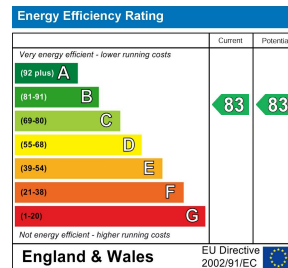 Energy Efficiency Rating
Current Potentia
Very energy efficient - lower running costs
(92 plus) A
(81-91) B
83 83
(69-80) C
(55-68) D
(39-54) E
(21-38) F
(1-20) G
Not energy efficient - higher running costs
England & Wales
EU Directive
2002/91/EC